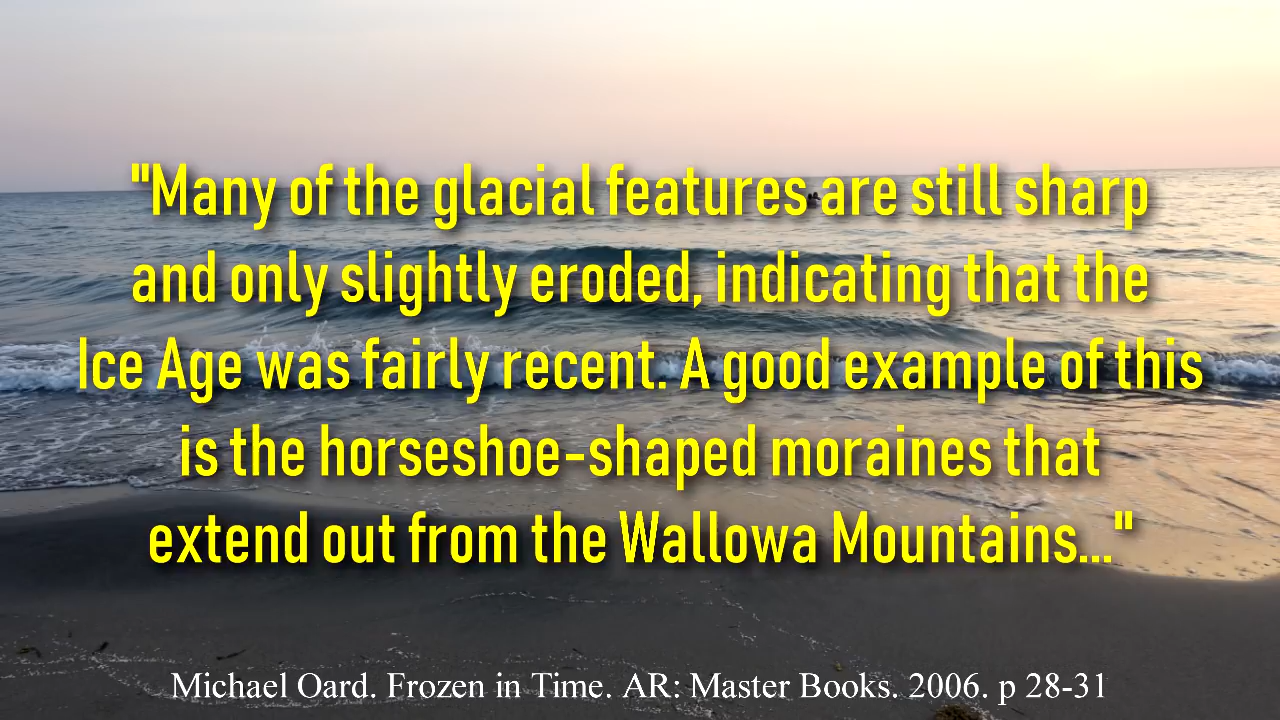 "Many of the glacial features are still sharp
and only slightly eroded, indicating that the
Ice Age was fairly recent. A good example of this
is the horseshoe-shaped moraines that
extend out from the Wallowa Mountains..."
Michael Oard. Frozen in Time. AR: Master Books. 2006. p 28-31